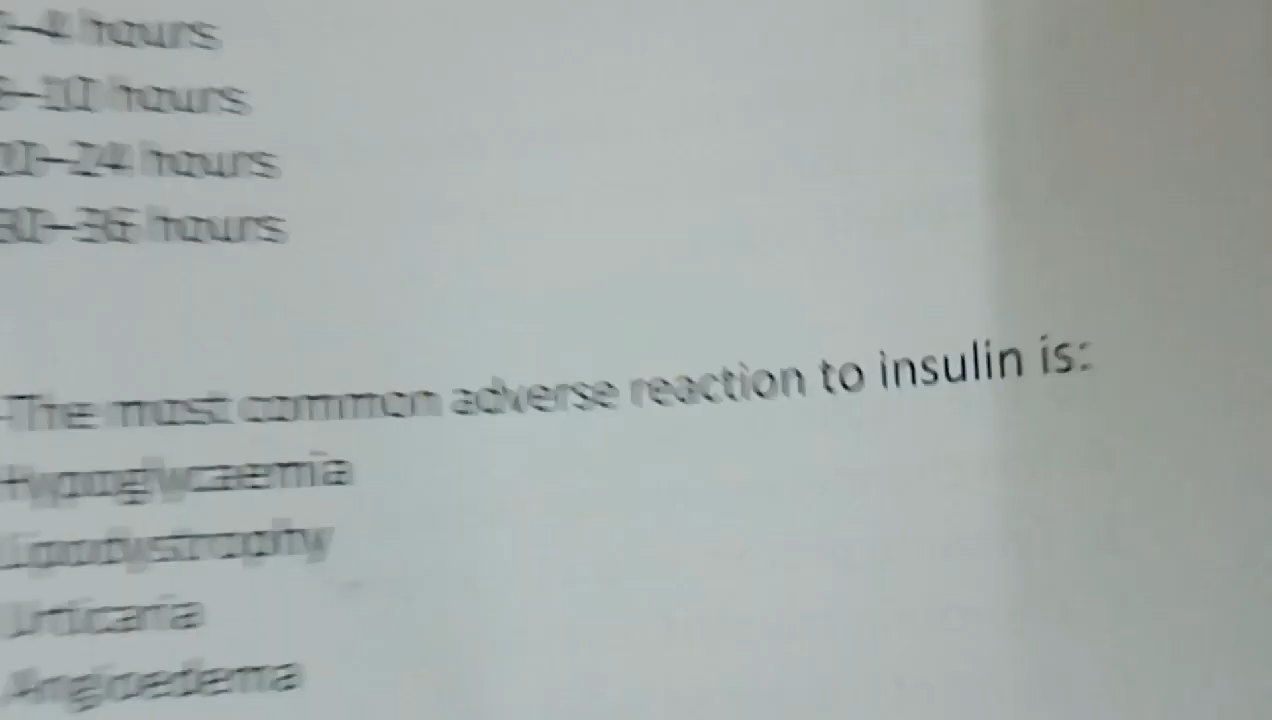 hours
hours
hours
hours
The most common adverse reaction to insulin is:
Hypoglycaemia
Lipodystrophy
Urticaria
Angioedema